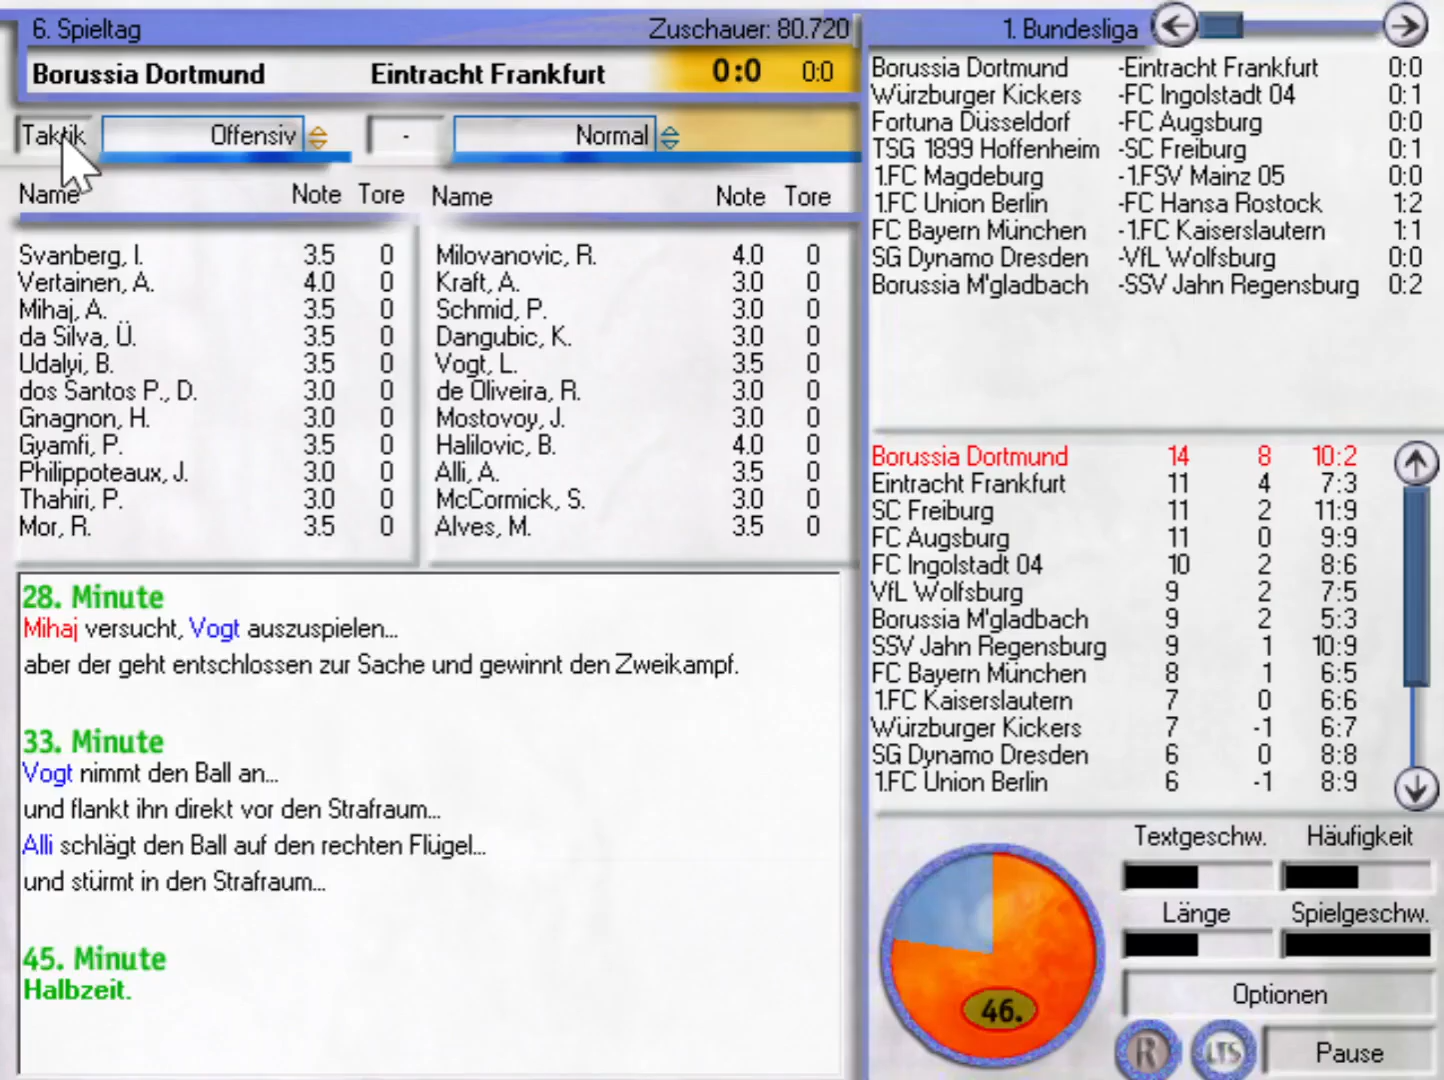 6. Spieltag Zuschauer: 80.720
Borussia Dortmund Eintracht Frankfurt 0:0 0:0
Taktik Offensiv - Normal
Name Note Tore Name Note Tore
Svanberg, I. 3.5 0 Milovanovic, R. 4.0 0
Vertainen, A. 4.0 0 Kraft, A. 3.0 0
Mihaj, A. 3.5 0 Schmid, P. 3.0 0
da Silva, Ü. 3.5 0 Dangubic, K. 3.0 0
Udalyi, B. 3.5 0 Vogt, L. 3.5 0
dos Santos P., D. 3.0 0 de Oliveira, R. 3.0 0
Gnagnon, H. 3.0 0 Mostovoy, J. 3.0 0
Gyamfi, P. 3.5 0 Halilovic, B. 4.0 0
Philippoteaux, J. 3.0 0 Alli, A. 3.5 0
Thahiri, P. 3.0 0 McCormick, S. 3.0 0
Mor, R. 3.5 0 Alves, M. 3.5 0
28. Minute
Mihaj versucht, Vogt auszuspielen...
aber der geht entschlossen zur Sache und gewinnt den Zweikampf.
33. Minute
Vogt nimmt den Ball an...
und flankt ihn direkt vor den Strafraum...
Alli schlägt den Ball auf den rechten Flügel...
und stürmt in den Strafraum...
45. Minute
Halbzeit.
1. Bundesliga
Borussia Dortmund -Eintracht Frankfurt 0:0
Würzburger Kickers -FC Ingolstadt 04 0:1
Fortuna Düsseldorf -FC Augsburg 0:0
TSG 1899 Hoffenheim -SC Freiburg 0:1
1.FC Magdeburg -1.FSV Mainz 05 0:0
1.FC Union Berlin -FC Hansa Rostock 1:2
FC Bayern München -1.FC Kaiserslautern 1:1
SG Dynamo Dresden -VfL Wolfsburg 0:0
Borussia M'gladbach -SSV Jahn Regensburg 0:2
Borussia Dortmund 14 8 10:2
Eintracht Frankfurt 11 4 7:3
SC Freiburg 11 2 11:9
FC Augsburg 11 0 9:9
FC Ingolstadt 04 10 2 8:6
VfL Wolfsburg 9 2 7:5
Borussia M'gladbach 9 2 5:3
SSV Jahn Regensburg 9 1 10:9
FC Bayern München 8 1 6:5
1.FC Kaiserslautern 7 0 6:6
Würzburger Kickers 7 -1 6:7
SG Dynamo Dresden 6 0 8:8
1.FC Union Berlin 6 -1 8:9
Textgeschw. Häufigkeit
Länge Spielgeschw.
46.
Optionen
R LTS Pause